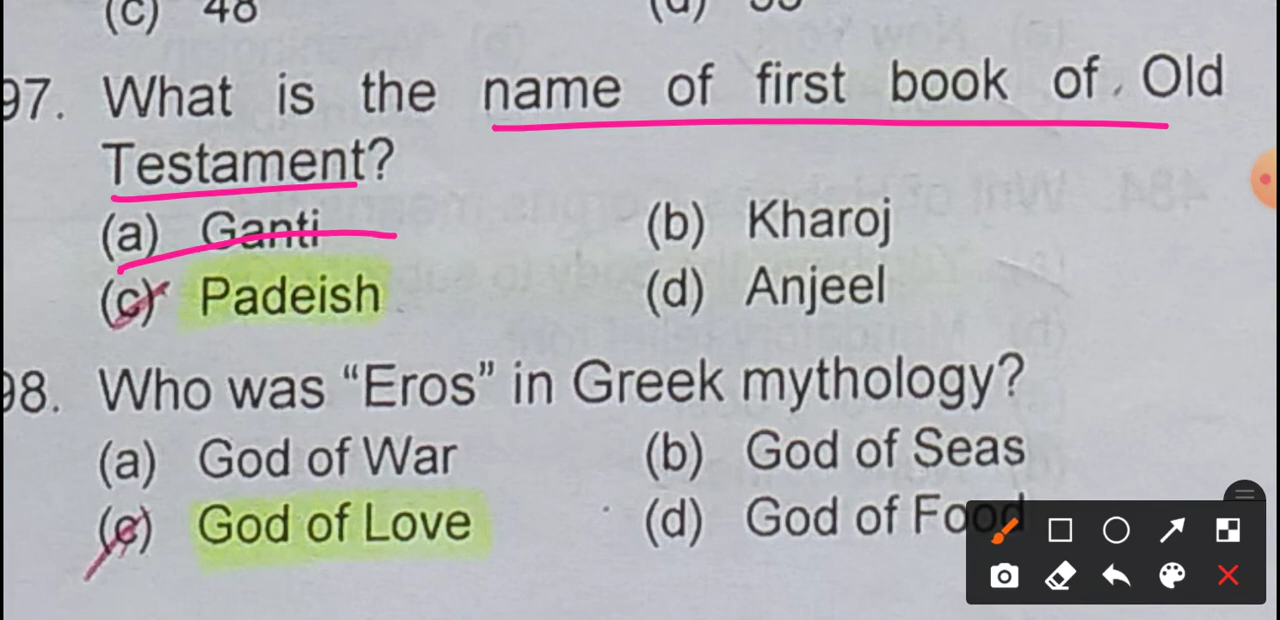 (c) 48
97. What is the name of first book of Old
Testament?
(a) Ganti (b) Kharoj
(c) Padeish (d) Anjeel
98. Who was “Eros” in Greek mythology?
(a) God of War (b) God of Seas
(c) God of Love (d) God of Food